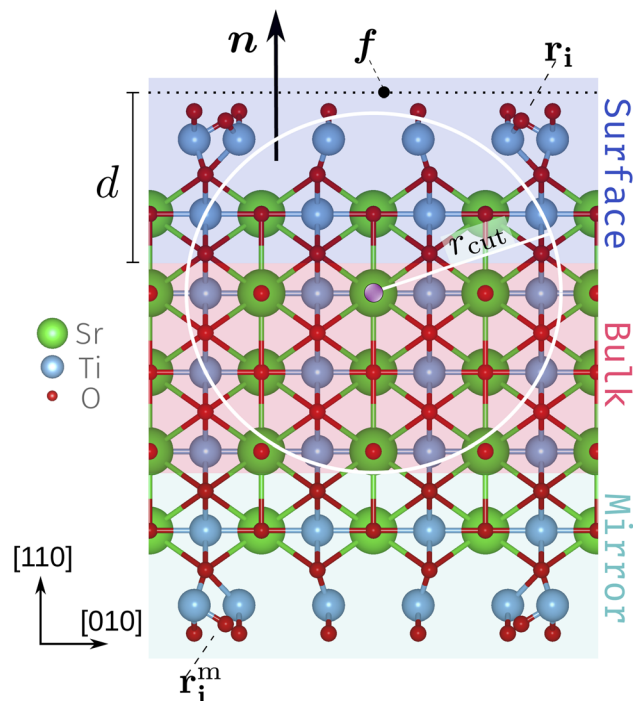 n
f
r_i
d
Surface
r_cut
Sr
Ti
O
Bulk
Mirror
[110]
[010]
r_i^m